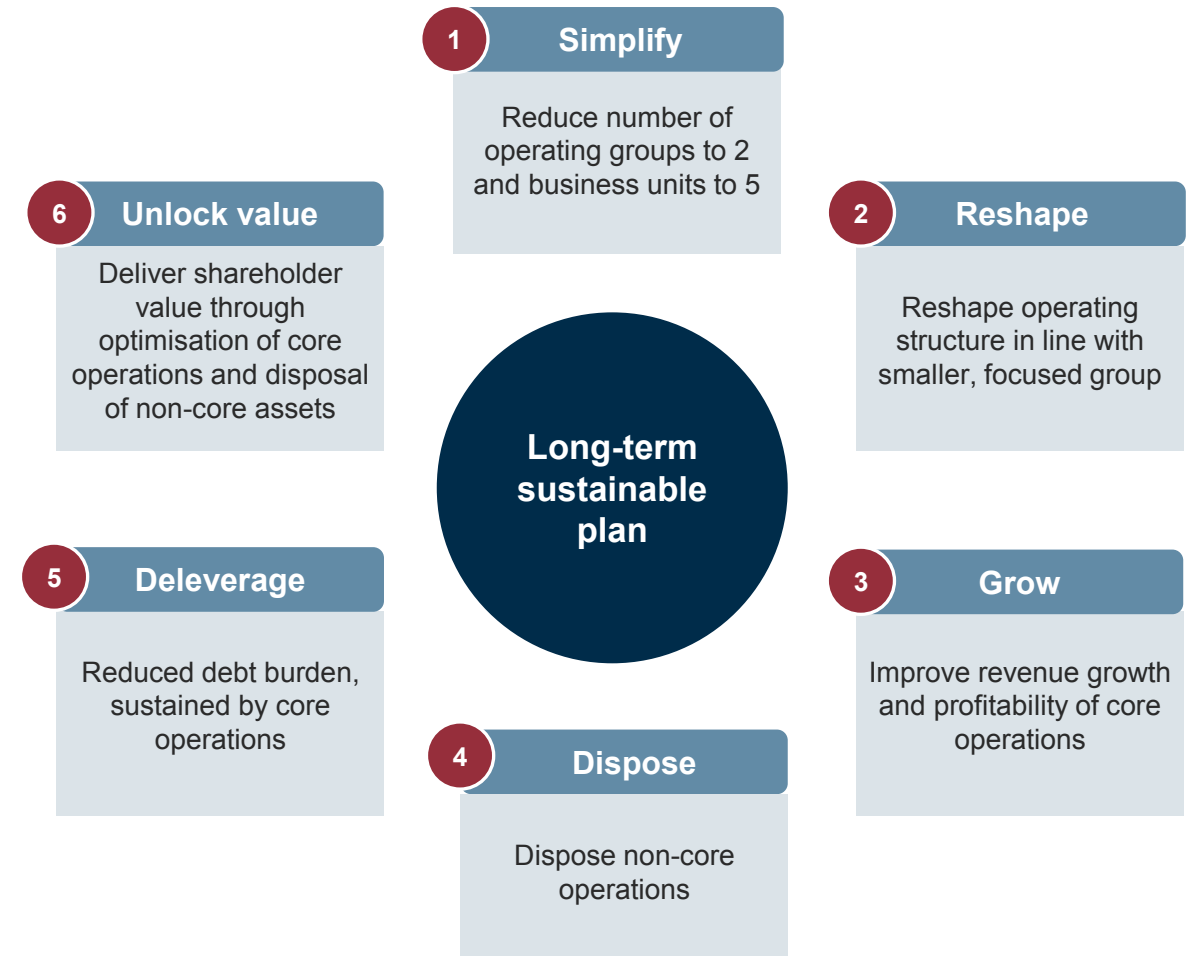 1
Simplify
Reduce number of
operating groups to 2
and business units to 5
2
Reshape
Reshape operating
structure in line with
smaller, focused group
3
Grow
Improve revenue growth
and profitability of core
operations
4
Dispose
Dispose non-core
operations
5
Deleverage
Reduced debt burden,
sustained by core
operations
6
Unlock value
Deliver shareholder
value through
optimisation of core
operations and disposal
of non-core assets
Long-term
sustainable
plan